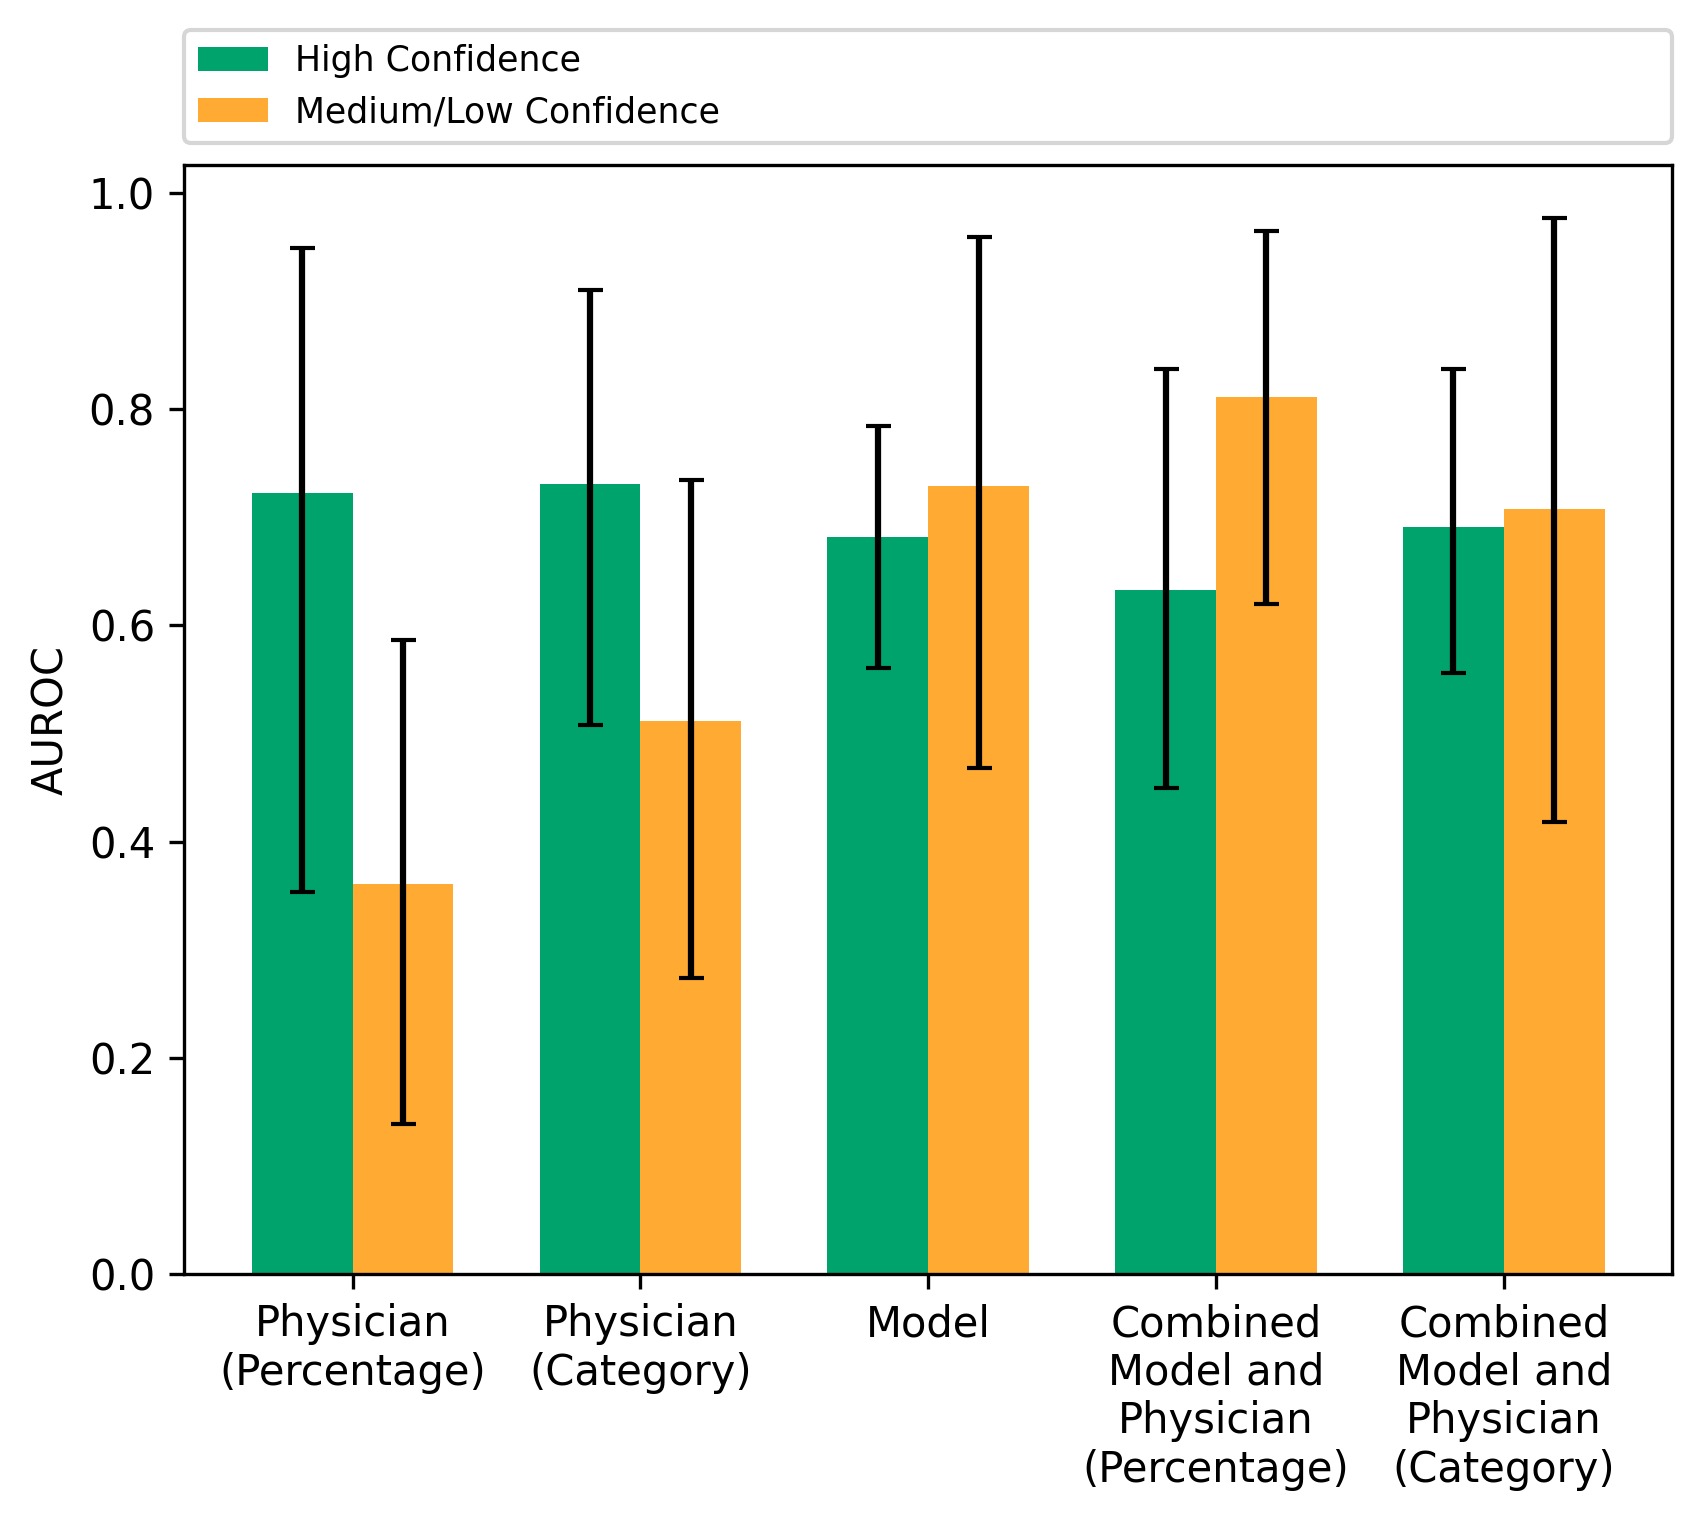 High Confidence
Medium/Low Confidence
1.0
0.8
0.6
0.4
0.2
0.0
AUROC
Physician
(Percentage)
Physician
(Category)
Model
Combined
Model and
Physician
(Percentage)
Combined
Model and
Physician
(Category)